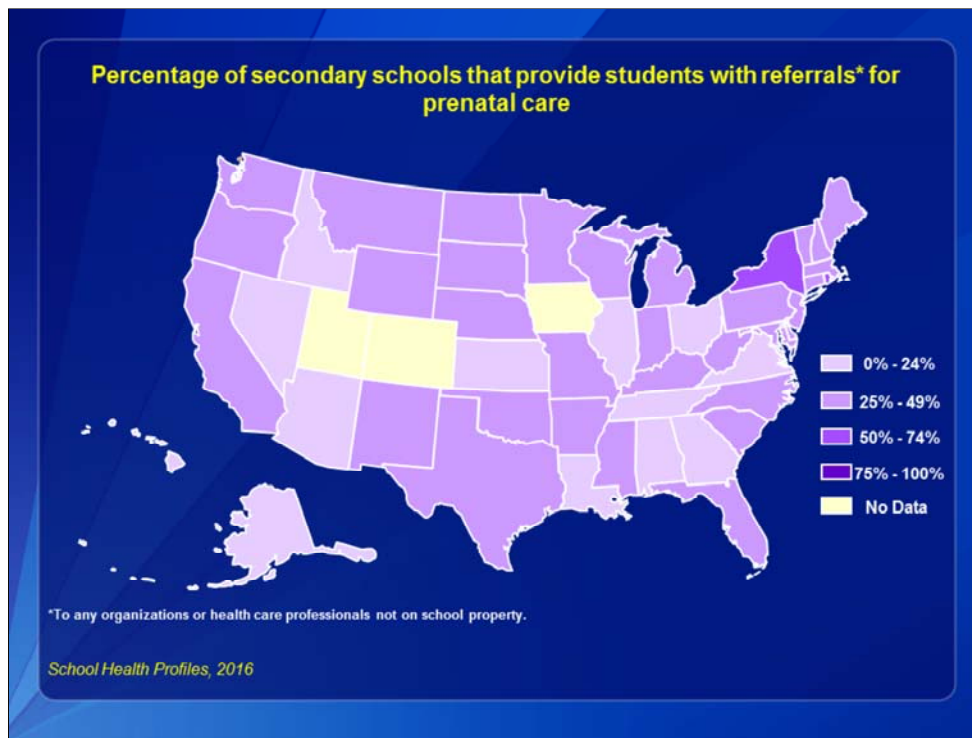 Percentage of secondary schools that provide students with referrals* for
prenatal care
0% - 24%
25% - 49%
50% - 74%
75% - 100%
No Data
*To any organizations or health care professionals not on school property.
School Health Profiles, 2016